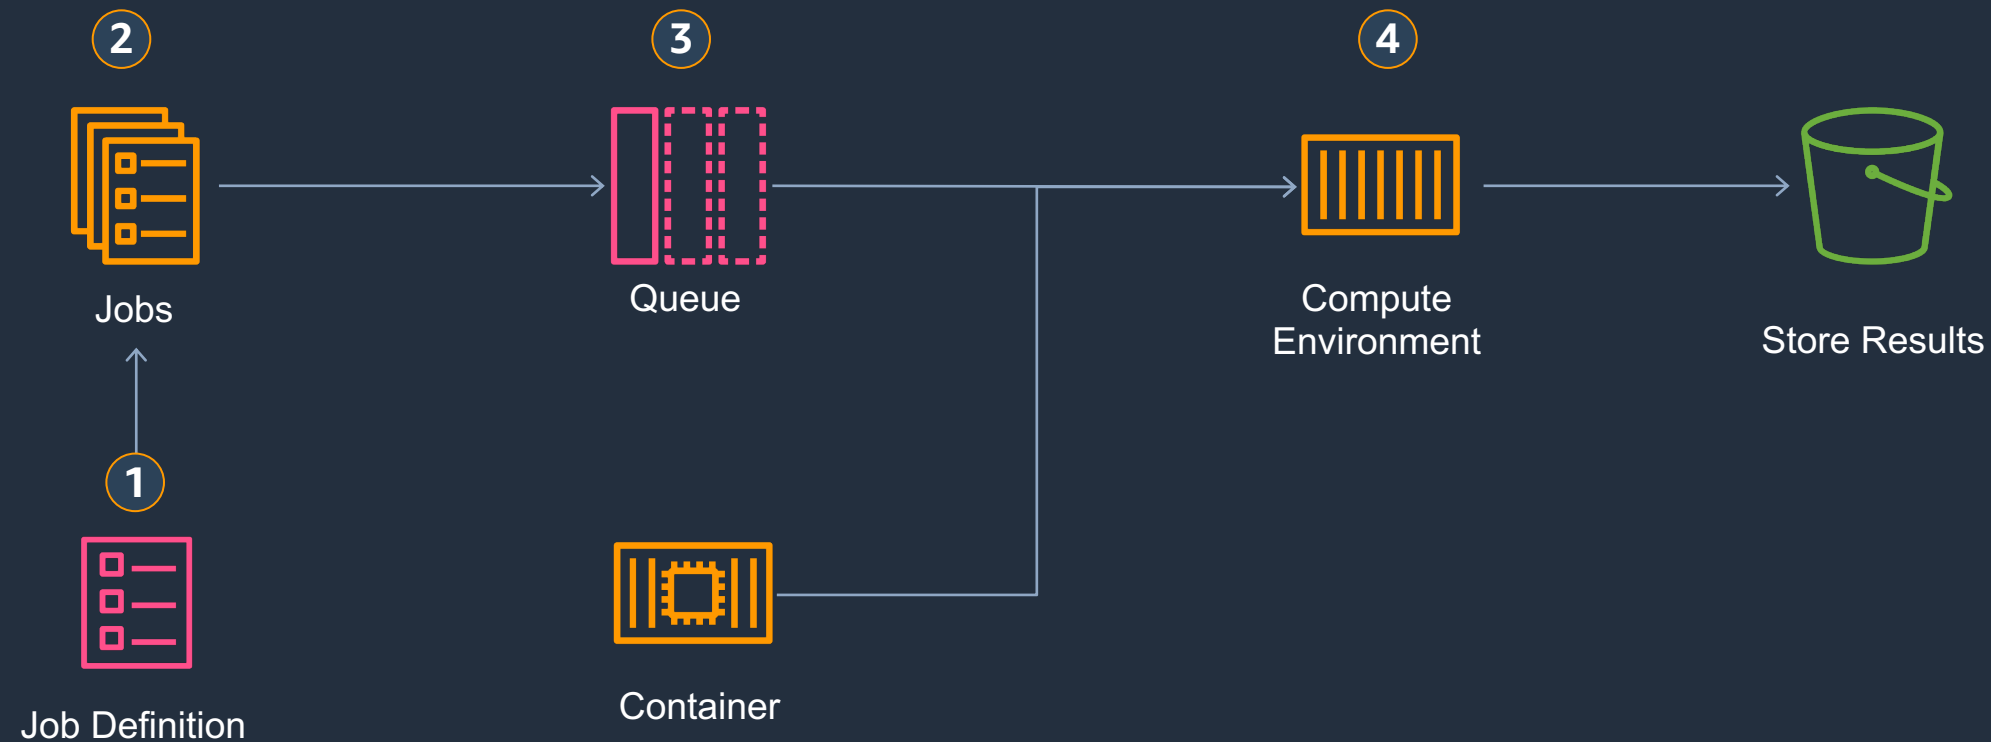 2
3
4
Jobs
Queue
Compute
Environment
Store Results
1
Job Definition
Container